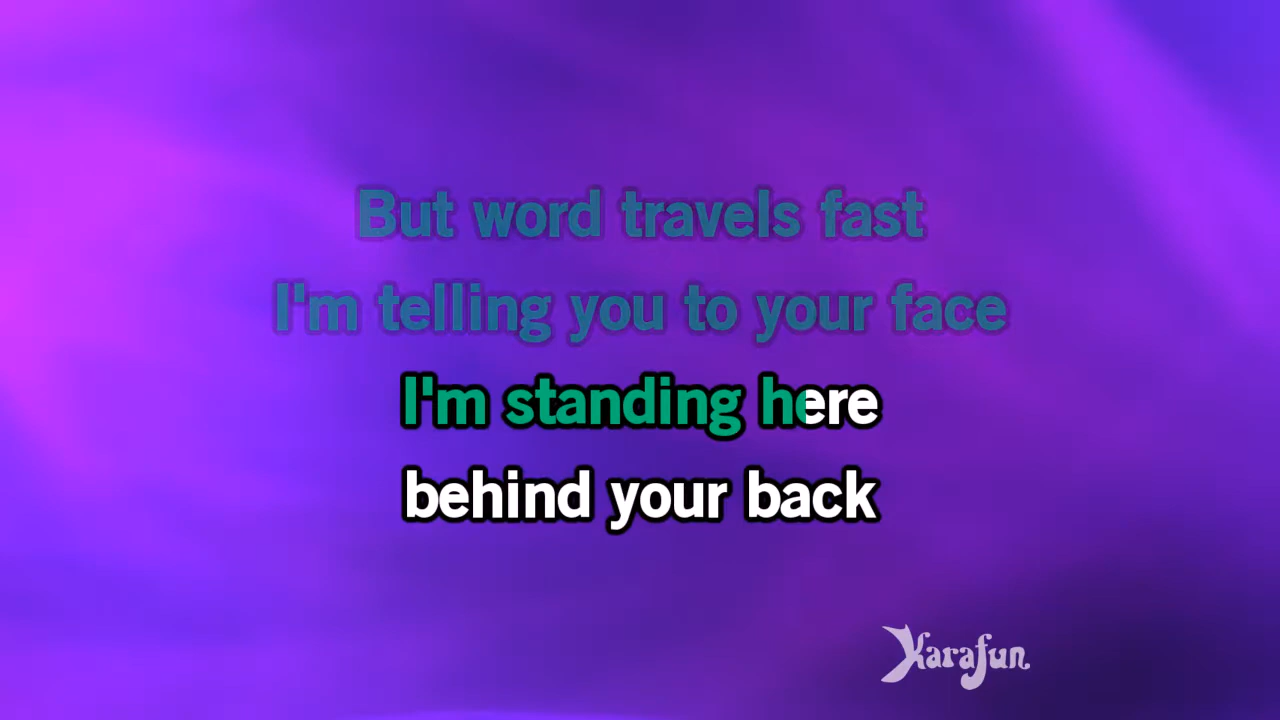 But word travels fast
I'm telling you to your face
I'm standing here
behind your back
Karafun